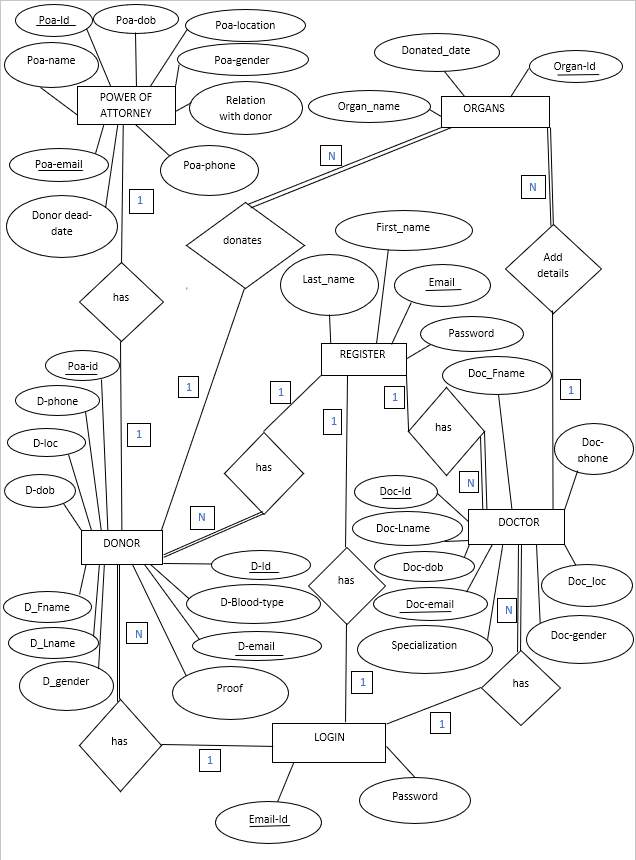 Poa-Id
Poa-dob
Poa-location
Poa-name
Poa-gender
POWER OF
ATTORNEY
Relation
with donor
Poa-email
Poa-phone
Donor dead-
date
1
has
1
Donated_date
Organ-Id
Organ_name
ORGANS
N
N
donates
Add
details
1
1
First_name
Last_name
Email
Password
REGISTER
1
1
1
has
has
N
N
Doc_Fname
Doc-
phone
Doc-Id
Doc-Lname
DOCTOR
Doc-dob
Doc-email
Specialization
Doc_loc
Doc-gender
N
has
1
Poa-id
D-phone
D-loc
D-dob
DONOR
D-Id
D-Blood-type
D-email
Proof
D_Fname
D_Lname
D_gender
N
has
1
has
1
LOGIN
Email-Id
Password